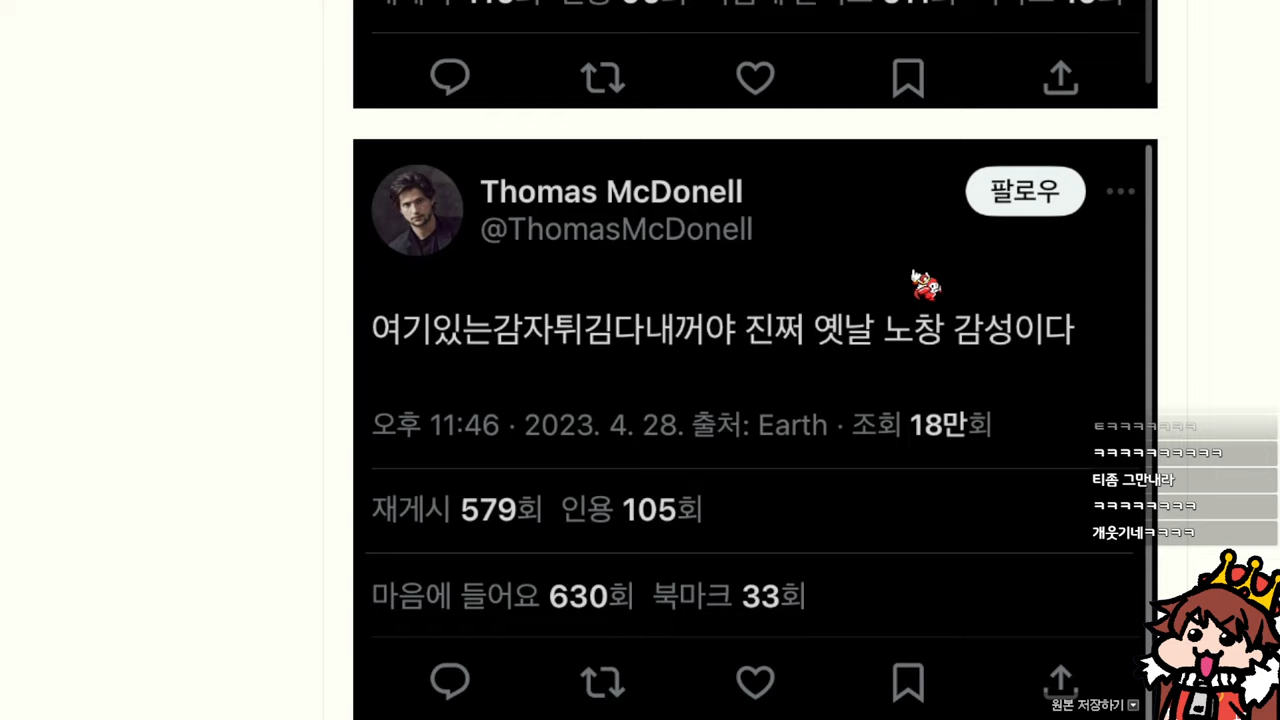 Thomas McDonell
팔로우
@ThomasMcDonell
여기있는감자튀김다내꺼야 진쩌 옛날 노창 감성이다
오후 11:46 · 2023. 4. 28. 출처: Earth · 조회 18만회
재게시 579회 인용 105회
마음에 들어요 630회 북마크 33회
ㅌㅋㅋㅋㅋㅋㅋㅋ
ㅋㅋㅋㅋㅋㅋㅋㅋㅋㅋ
티좀 그만내라
ㅋㅋㅋㅋㅋㅋㅋㅋ
개웃기네ㅋㅋㅋㅋ
원본 저장하기